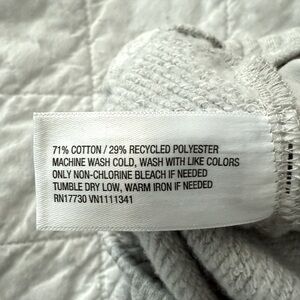 71% COTTON / 29% RECYCLED POLYESTER
MACHINE WASH COLD, WASH WITH LIKE COLORS
ONLY NON-CHLORINE BLEACH IF NEEDED
TUMBLE DRY LOW, WARM IRON IF NEEDED
RN17730 VN1111341